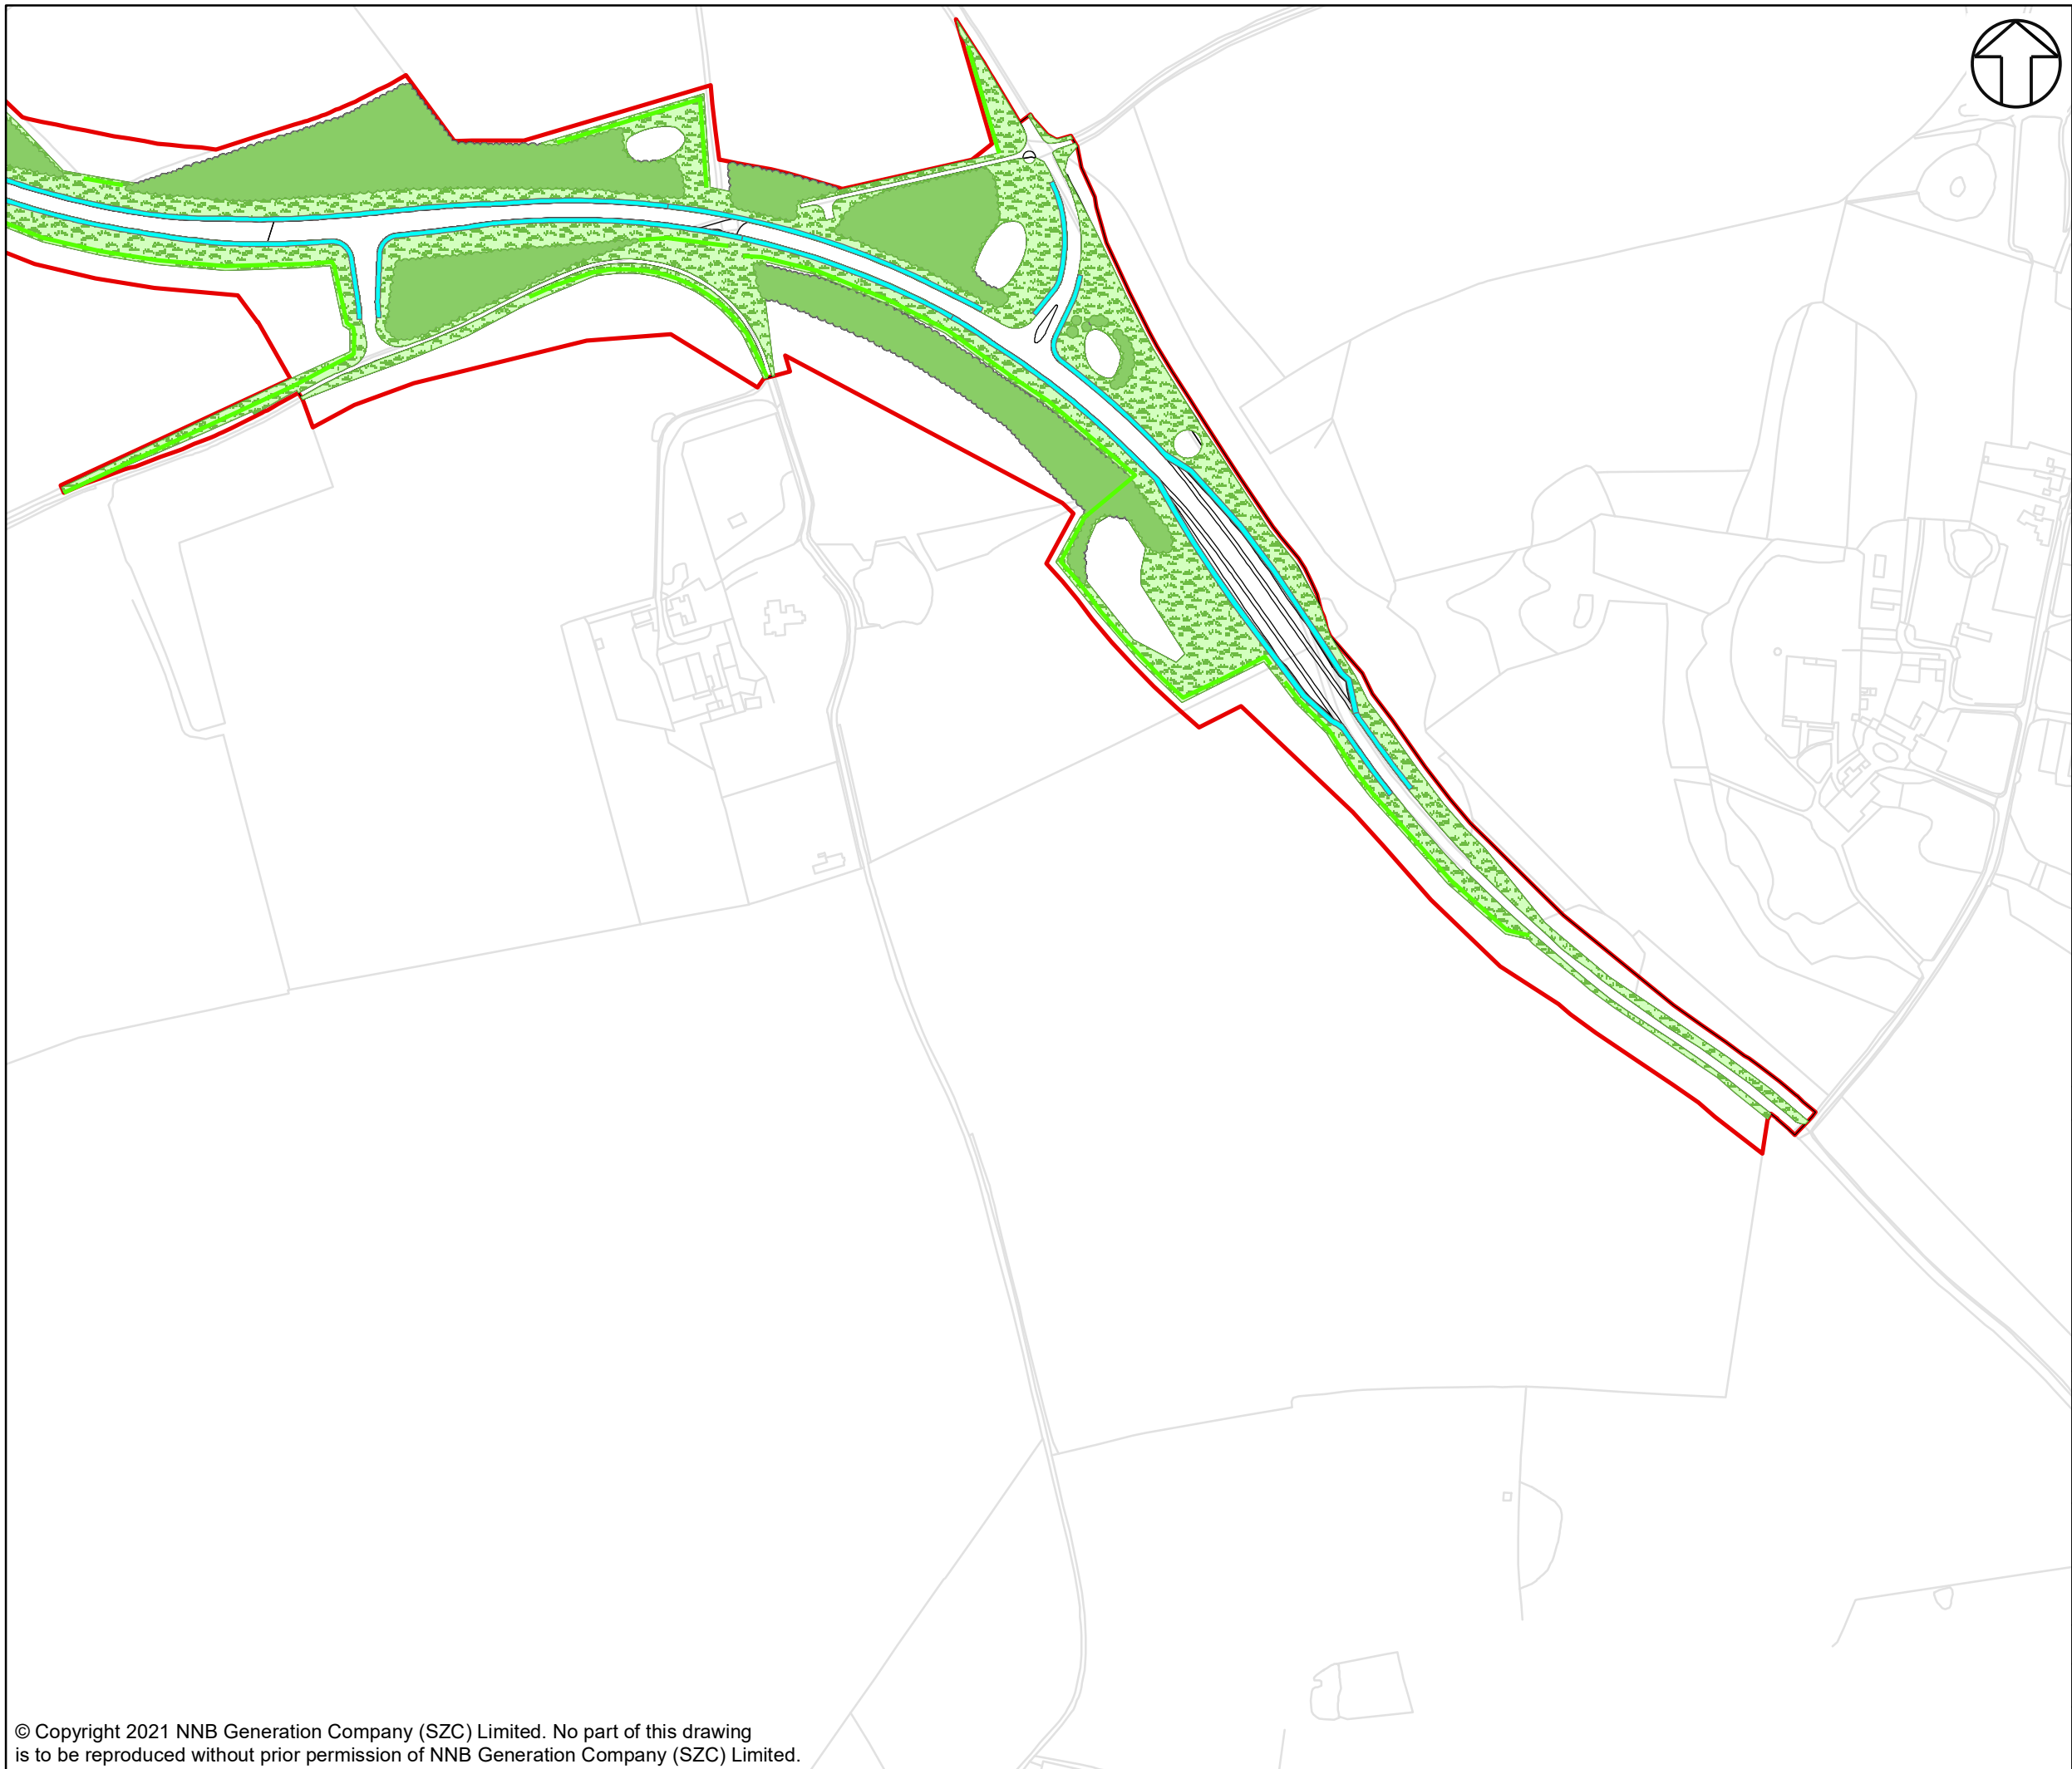 © Copyright 2021 NNB Generation Company (SZC) Limited. No part of this drawing
is to be reproduced without prior permission of NNB Generation Company (SZC) Limited.